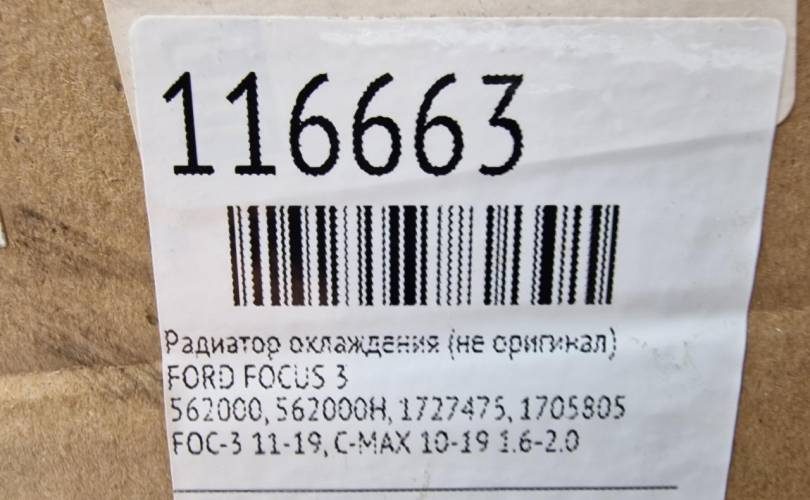 116663
Радиатор охлаждения (не оригинал)
FORD FOCUS 3
562000, 562000H, 1727475, 1705805
FOC-3 11-19, C-MAX 10-19 1.6-2.0